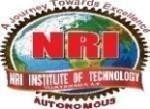 A Journey Towards Excellence
NRI
NRI INSTITUTE OF TECHNOLOGY
AUTONOMOUS